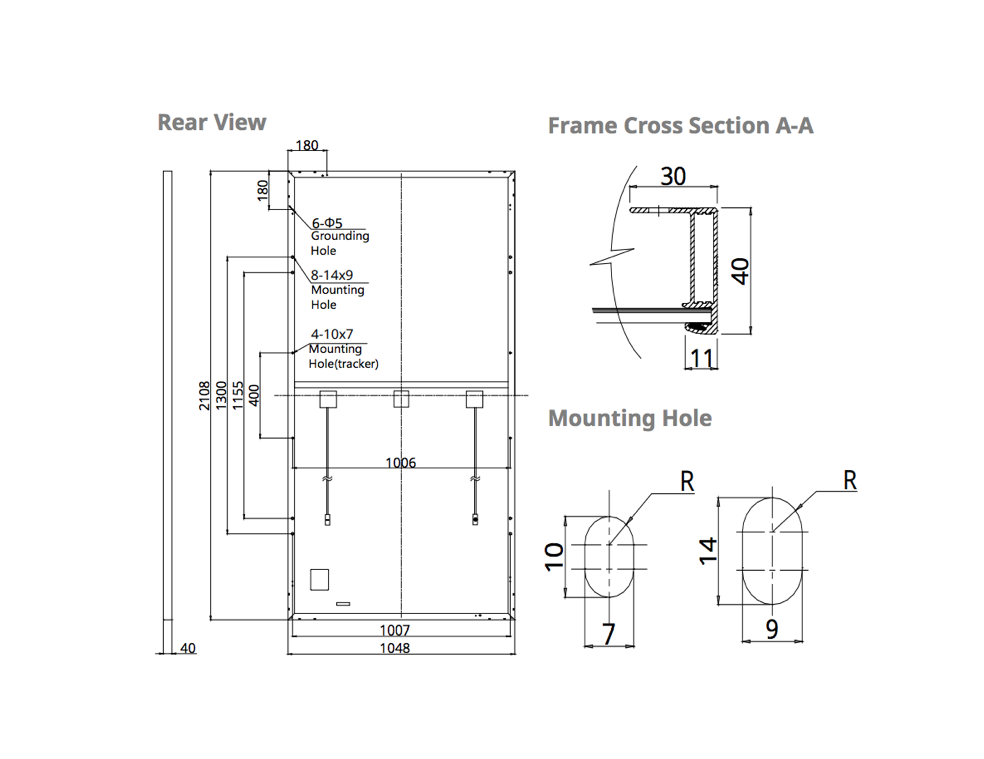 Rear View
Frame Cross Section A-A
180
180
6-Φ5
Grounding
Hole
8-14x9
Mounting
Hole
4-10x7
Mounting
Hole(tracker)
2108
1300
1155
400
1006
1007
1048
40
30
40
11
Mounting Hole
R
10
7
R
14
9